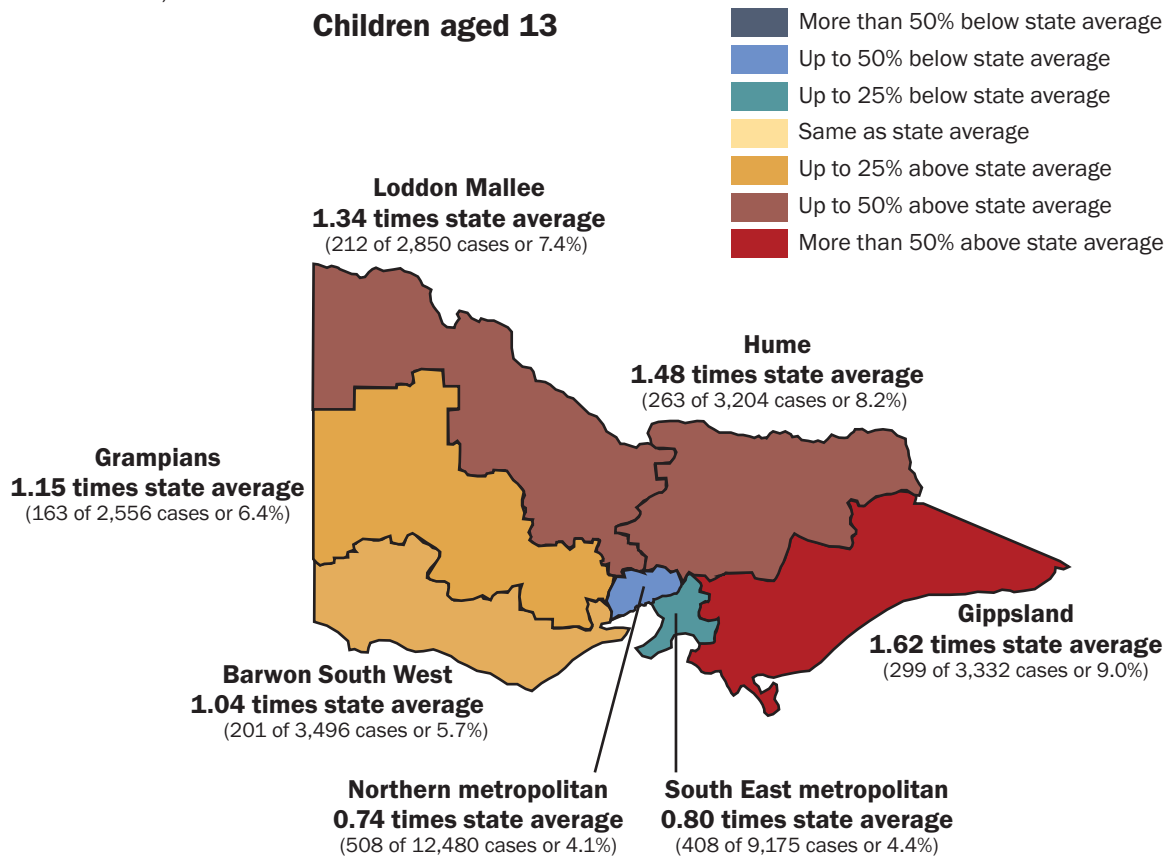 Children aged 13
More than 50% below state average
Up to 50% below state average
Up to 25% below state average
Same as state average
Up to 25% above state average
Up to 50% above state average
More than 50% above state average
Loddon Mallee
1.34 times state average
(212 of 2,850 cases or 7.4%)
Hume
1.48 times state average
(263 of 3,204 cases or 8.2%)
Grampians
1.15 times state average
(163 of 2,556 cases or 6.4%)
Gippsland
1.62 times state average
(299 of 3,332 cases or 9.0%)
Barwon South West
1.04 times state average
(201 of 3,496 cases or 5.7%)
Northern metropolitan
0.74 times state average
(508 of 12,480 cases or 4.1%)
South East metropolitan
0.80 times state average
(408 of 9,175 cases or 4.4%)